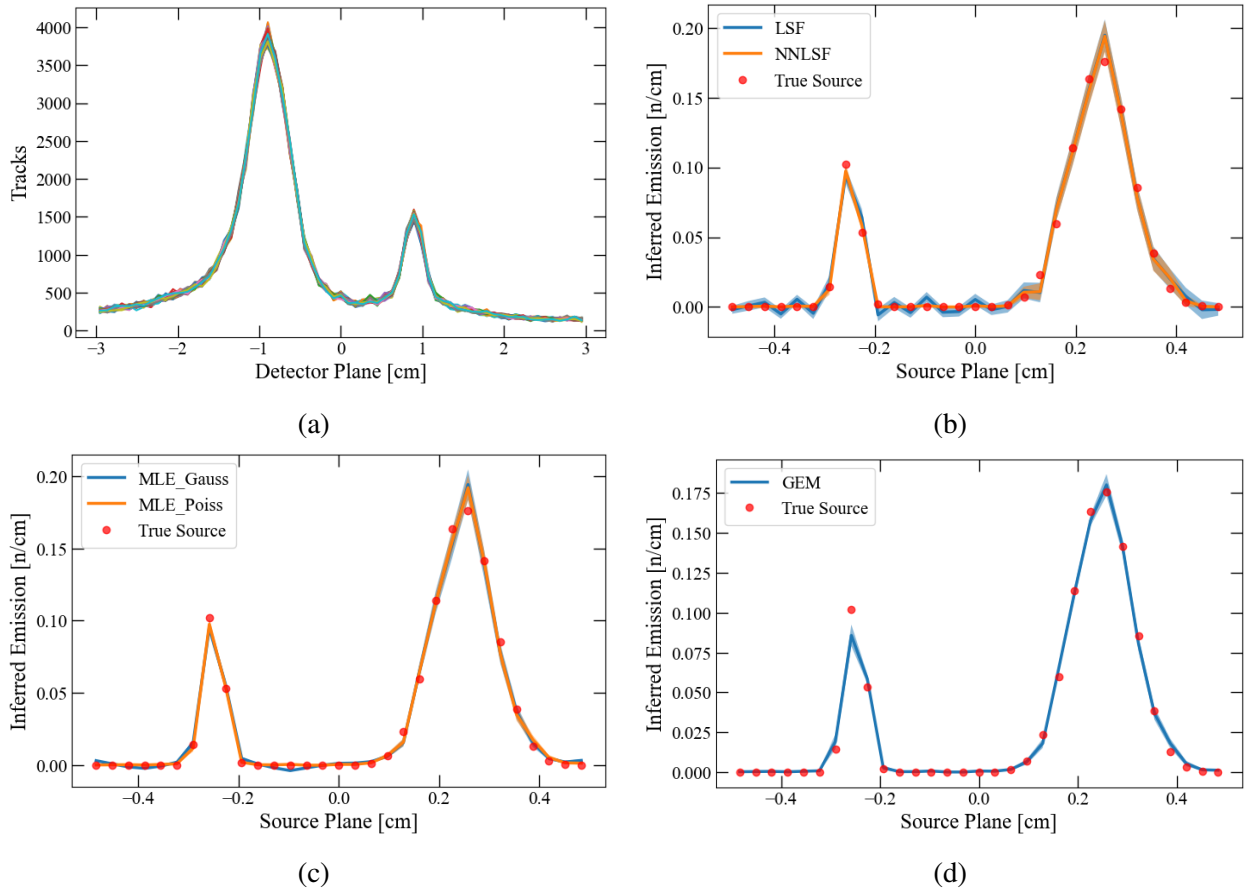 4000
3500
3000
2500
2000
1500
1000
500
0
Tracks
−3
−2
−1
0
1
2
3
Detector Plane [cm]
(a)
LSF
NNLSF
True Source
0.20
0.15
0.10
0.05
0.00
Inferred Emission [n/cm]
−0.4
−0.2
0.0
0.2
0.4
Source Plane [cm]
(b)
MLE_Gauss
MLE_Poiss
True Source
0.20
0.15
0.10
0.05
0.00
Inferred Emission [n/cm]
−0.4
−0.2
0.0
0.2
0.4
Source Plane [cm]
(c)
GEM
True Source
0.175
0.150
0.125
0.100
0.075
0.050
0.025
0.000
Inferred Emission [n/cm]
−0.4
−0.2
0.0
0.2
0.4
Source Plane [cm]
(d)